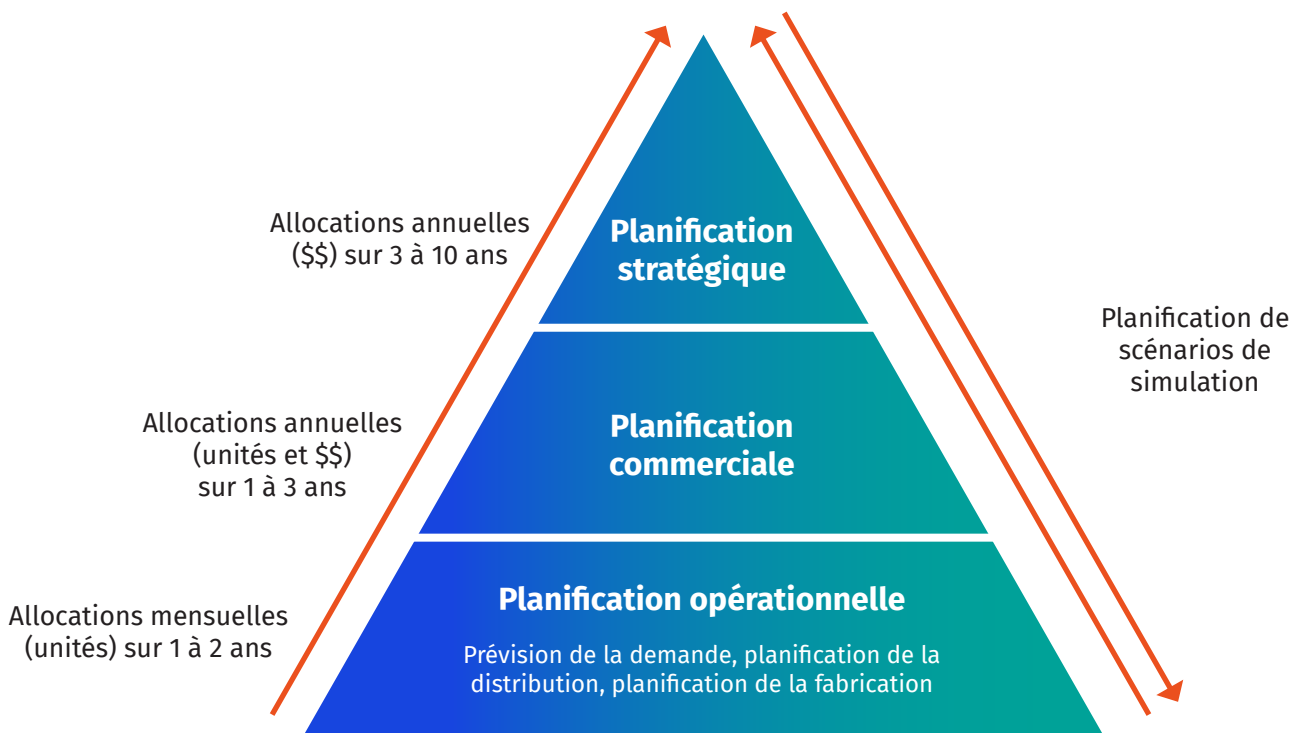 Planification
stratégique
Allocations annuelles
($$) sur 3 à 10 ans
Planification de
scénarios de
simulation
Planification
commerciale
Allocations annuelles
(unités et $$)
sur 1 à 3 ans
Planification opérationnelle
Allocations mensuelles
(unités) sur 1 à 2 ans
Prévision de la demande, planification de la
distribution, planification de la fabrication